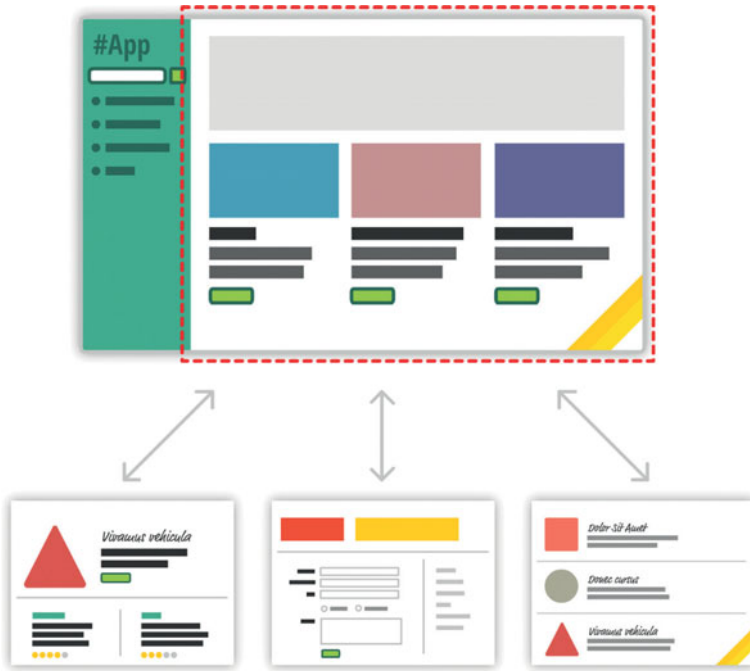 #App
Vivamus vehicula
Dolor Sit Amet
Donec cursus
Vivamus vehicula